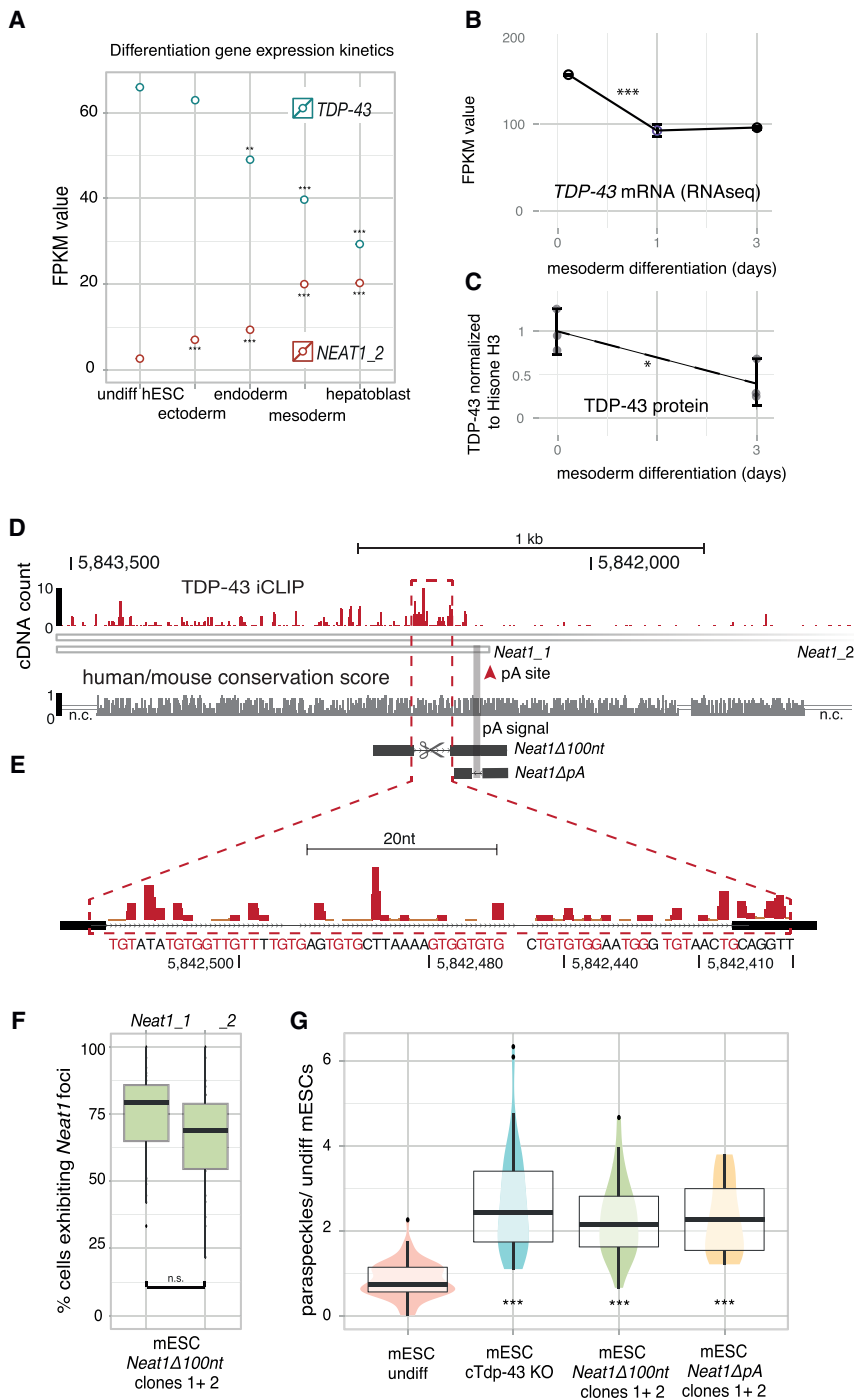 A
Differentiation gene expression kinetics
FPKM value
60
40
20
0
TDP-43
NEAT1_2
**
***
***
***
***
***
***
undiff hESC
ectoderm
endoderm
mesoderm
hepatoblast
B
FPKM value
200
100
0
***
TDP-43 mRNA (RNAseq)
0
1
3
mesoderm differentiation (days)
C
TDP-43 normalized
to Hisone H3
1
0.5
0
*
TDP-43 protein
0
3
mesoderm differentiation (days)
D
1 kb
5,843,500
5,842,000
cDNA count
10
0
TDP-43 iCLIP
Neat1_1
Neat1_2
pA site
human/mouse conservation score
1
0
n.c.
n.c.
pA signal
Neat1Δ100nt
Neat1ΔpA
E
20nt
TGTATATGTGGTTGTTTTGTGAGTGTGCTTAAAAGTGGTGTG CTGTGTGGAATGGG TGTAACTGCAGGTT
5,842,500
5,842,480
5,842,440
5,842,410
F
Neat1_1
_2
% cells exhibiting Neat1 foci
100
75
50
25
0
n.s.
mESC
Neat1Δ100nt
clones 1+ 2
G
paraspeckles/ undiff mESCs
6
4
2
0
***
***
***
mESC
undiff
mESC
cTdp-43 KO
mESC
Neat1Δ100nt
clones 1+ 2
mESC
Neat1ΔpA
clones 1+ 2